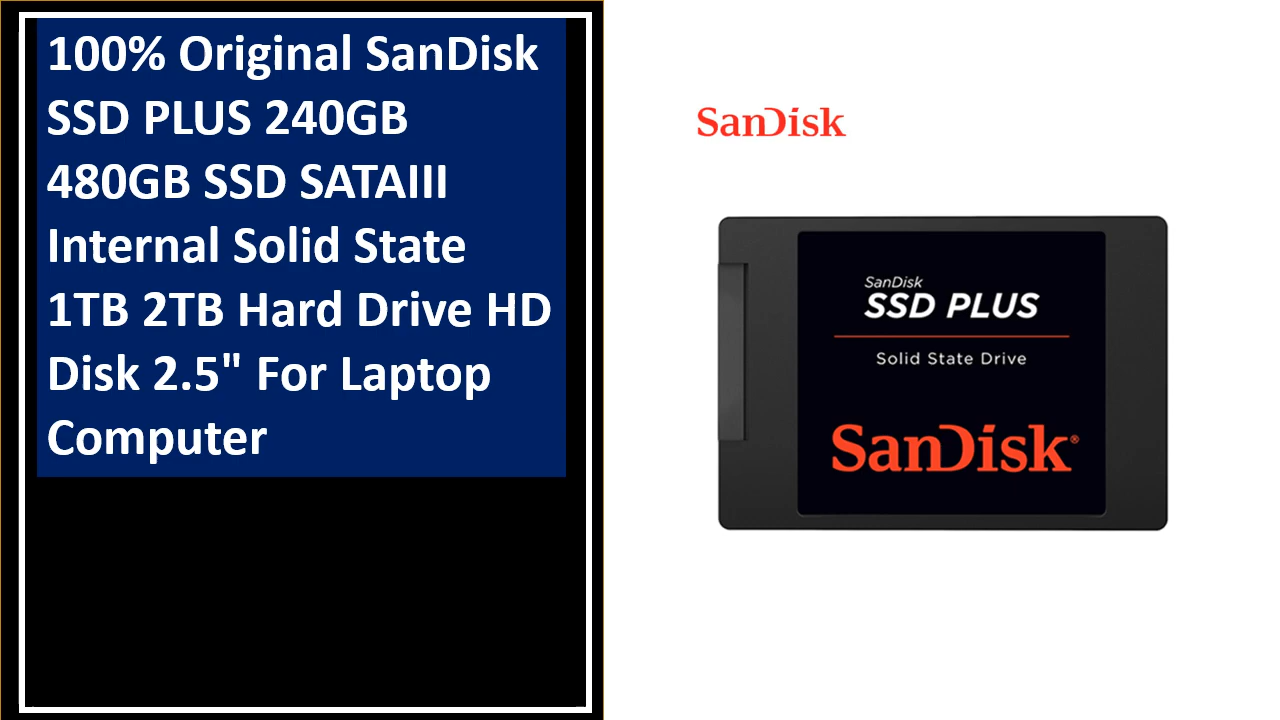 100% Original SanDisk
SSD PLUS 240GB
480GB SSD SATAIII
Internal Solid State
1TB 2TB Hard Drive HD
Disk 2.5" For Laptop
Computer
SanDisk
SanDisk
SSD PLUS
Solid State Drive
SanDisk®